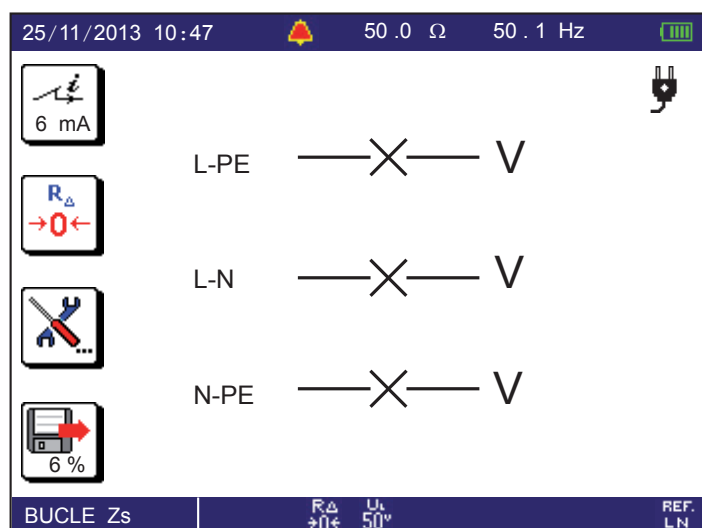 25/11/2013 10:47 50.0 Ω 50.1 Hz
i
6 mA
L-PE V
R△
→0←
L-N V
...
N-PE V
6 %
BUCLE Zs R△ →0← UL 50V REF. LN